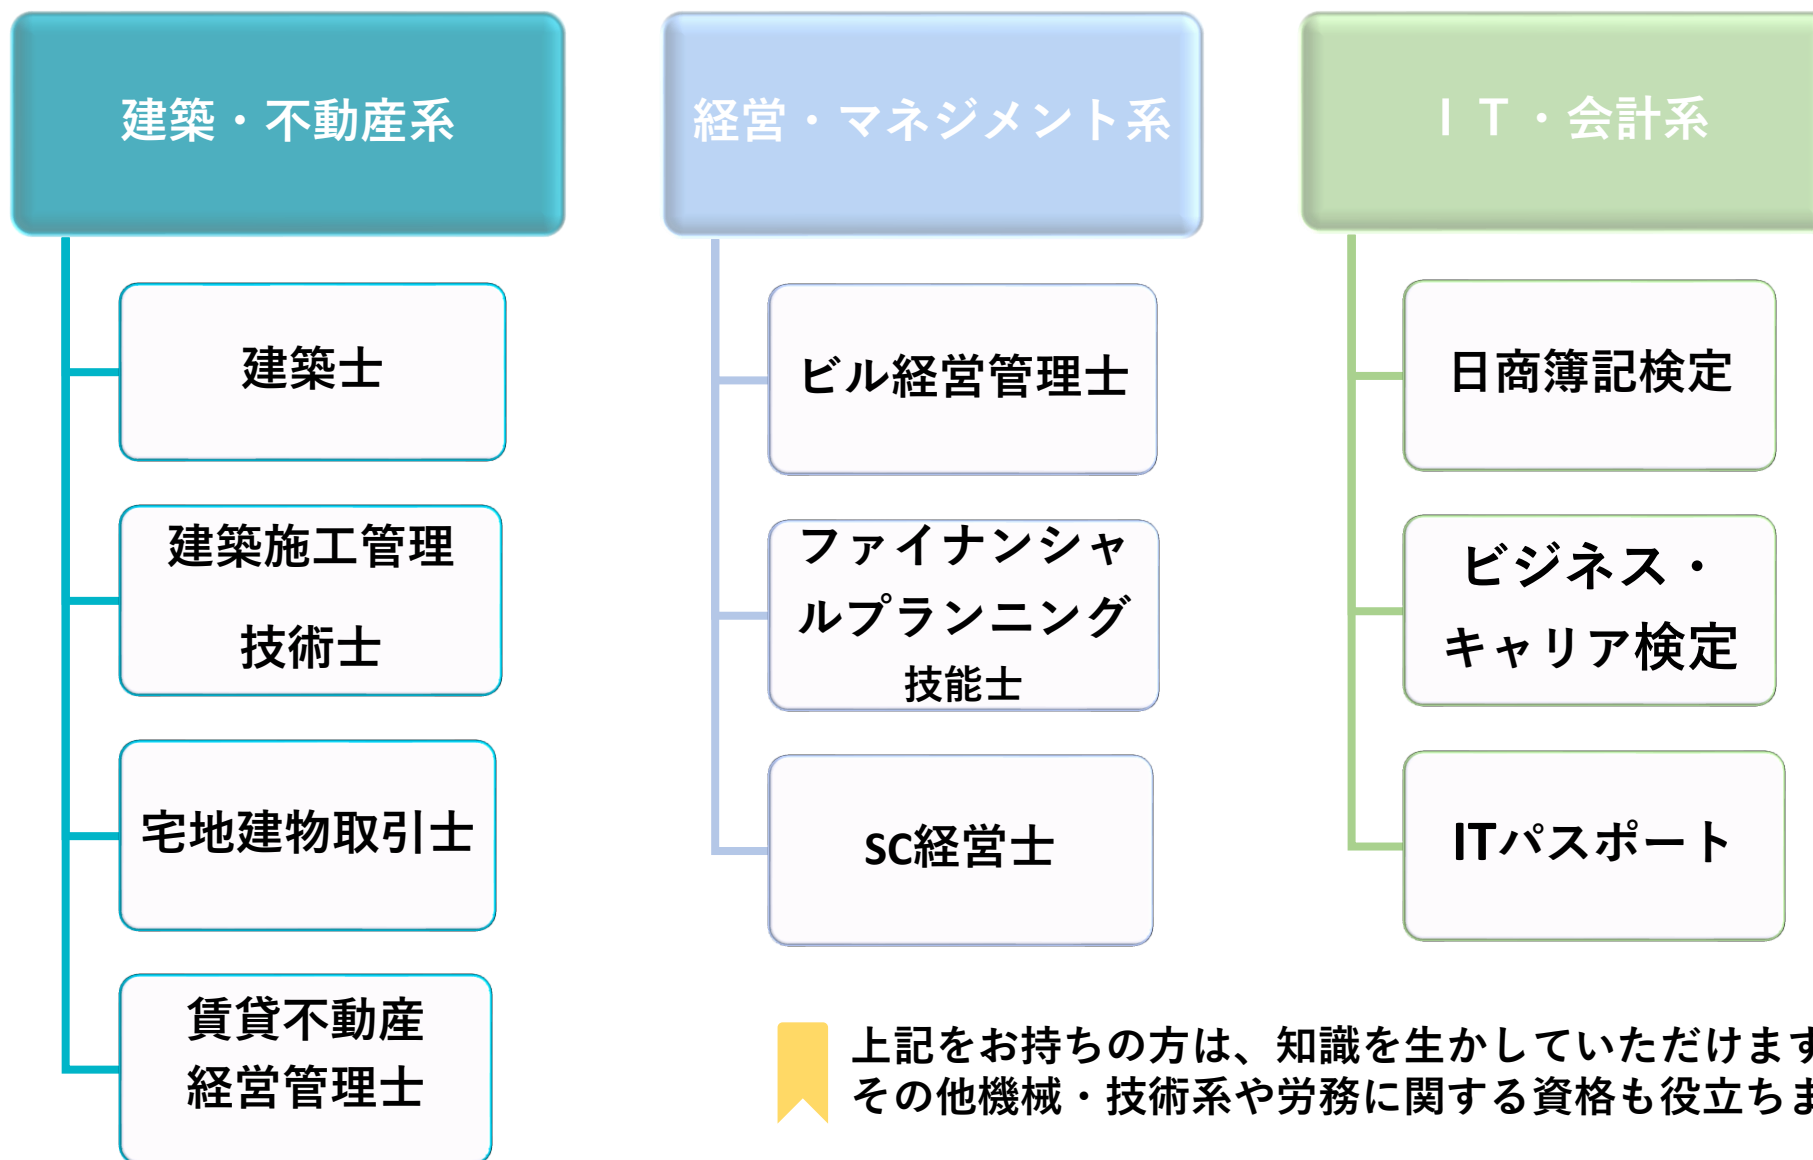 建築・不動産系
建築士
建築施工管理
技術士
宅地建物取引士
賃貸不動産
経営管理士
経営・マネジメント系
ビル経営管理士
ファイナンシャ
ルプランニング
技能士
SC経営士
IT・会計系
日商簿記検定
ビジネス・
キャリア検定
ITパスポート
上記をお持ちの方は、知識を生かしていただけます
その他機械・技術系や労務に関する資格も役立ちま